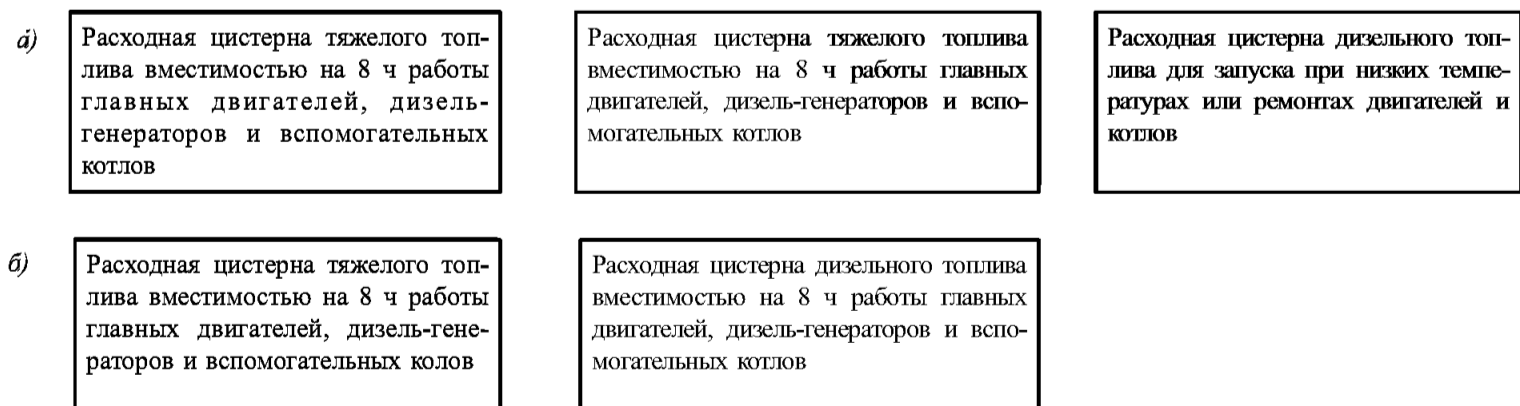 а)
Расходная цистерна тяжелого топ-
лива вместимостью на 8 ч работы
главных двигателей, дизель-
генераторов и вспомогательных
котлов
Расходная цистерна тяжелого топлива
вместимостью на 8 ч работы главных
двигателей, дизель-генераторов и вспо-
могательных котлов
Расходная цистерна дизельного топ-
лива для запуска при низких темпе-
ратурах или ремонтах двигателей и
котлов
б)
Расходная цистерна тяжелого топ-
лива вместимостью на 8 ч работы
главных двигателей, дизель-гене-
раторов и вспомогательных колов
Расходная цистерна дизельного топлива
вместимостью на 8 ч работы главных
двигателей, дизель-генераторов и вспо-
могательных котлов